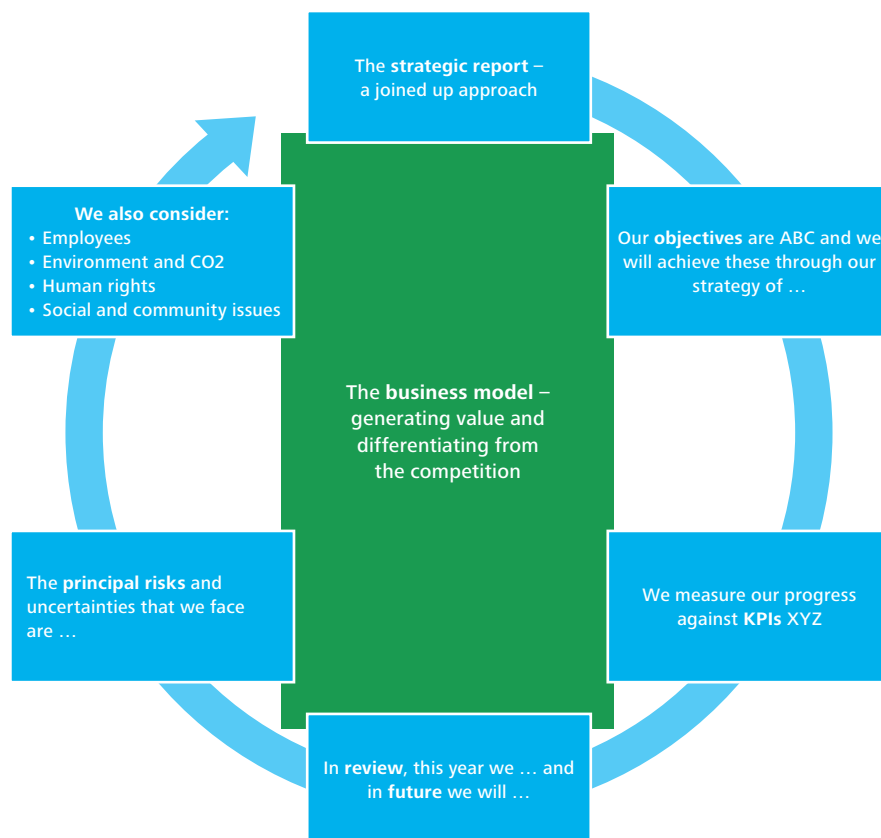 The strategic report –
a joined up approach
Our objectives are ABC and we
will achieve these through our
strategy of …
We measure our progress
against KPIs XYZ
In review, this year we … and
in future we will …
The principal risks and
uncertainties that we face
are …
We also consider:
• Employees
• Environment and CO2
• Human rights
• Social and community issues
The business model –
generating value and
differentiating from
the competition